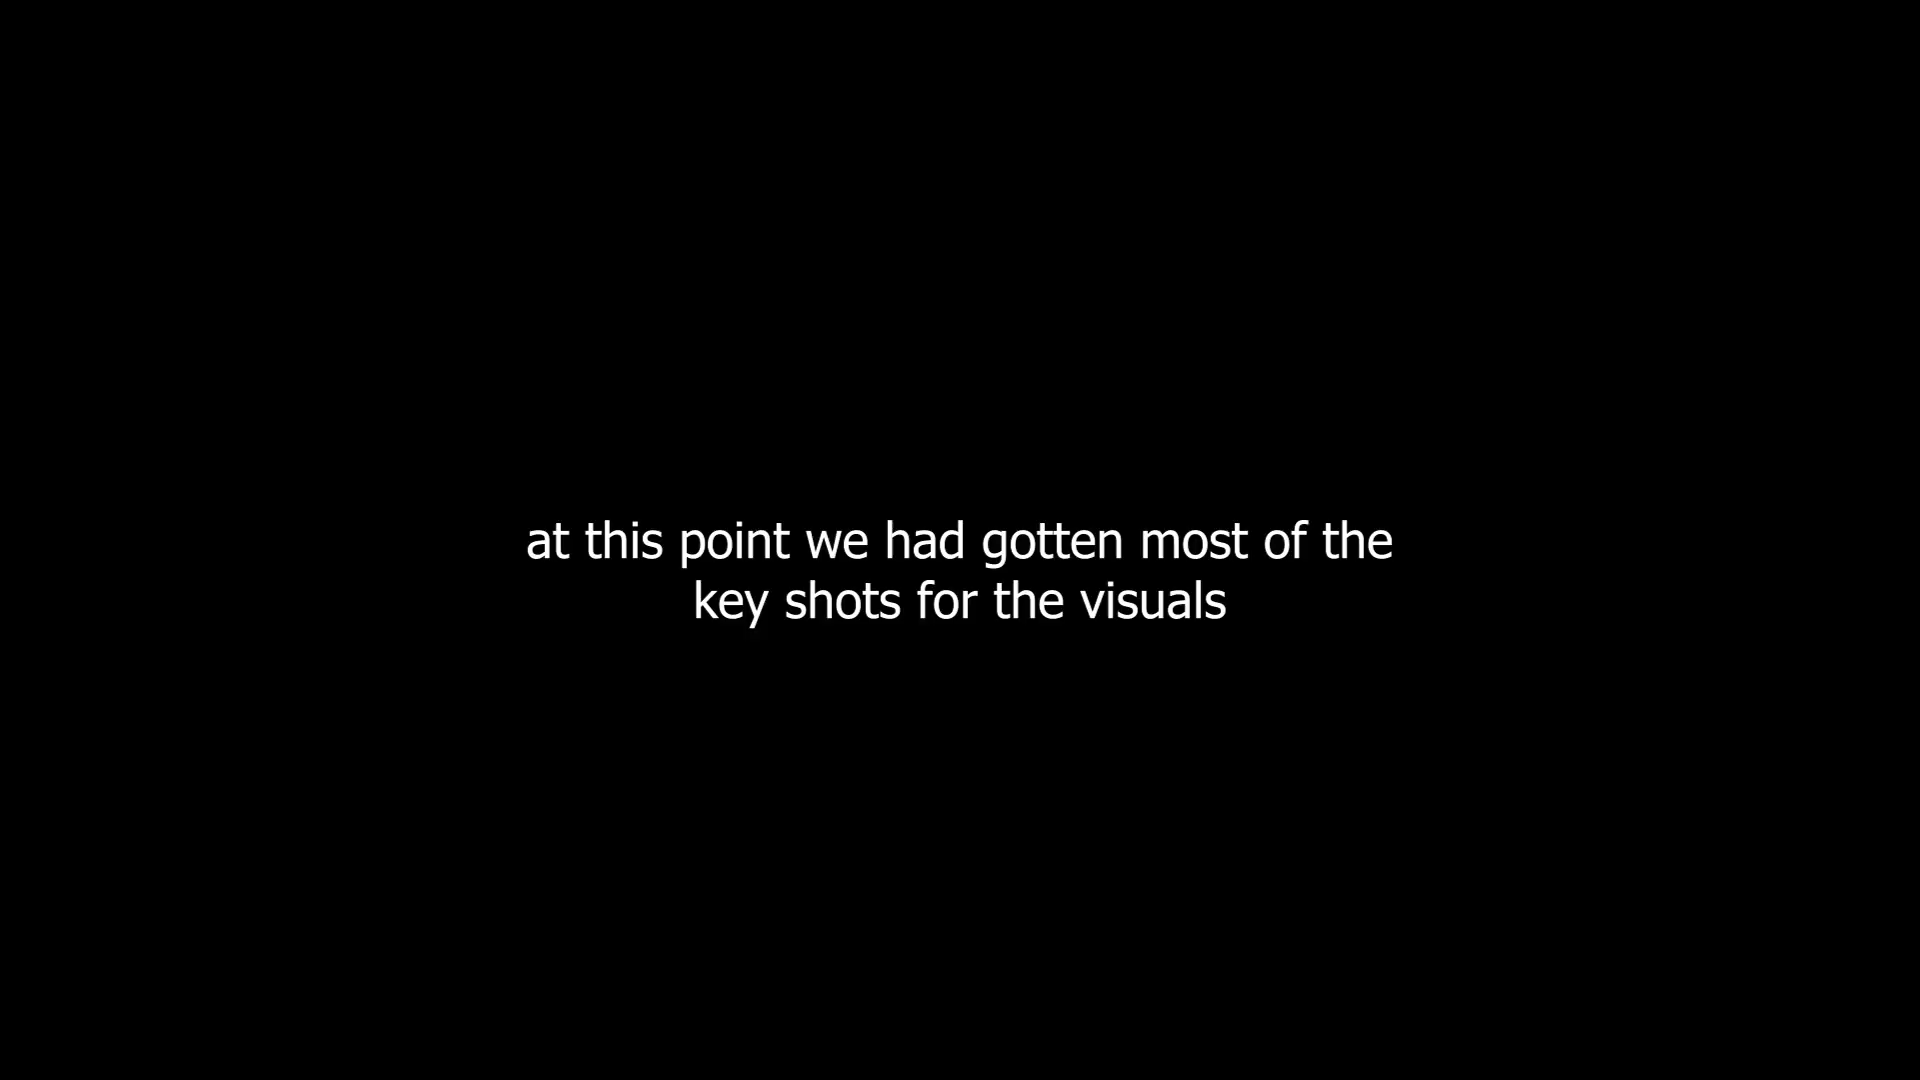 at this point we had gotten most of the
key shots for the visuals